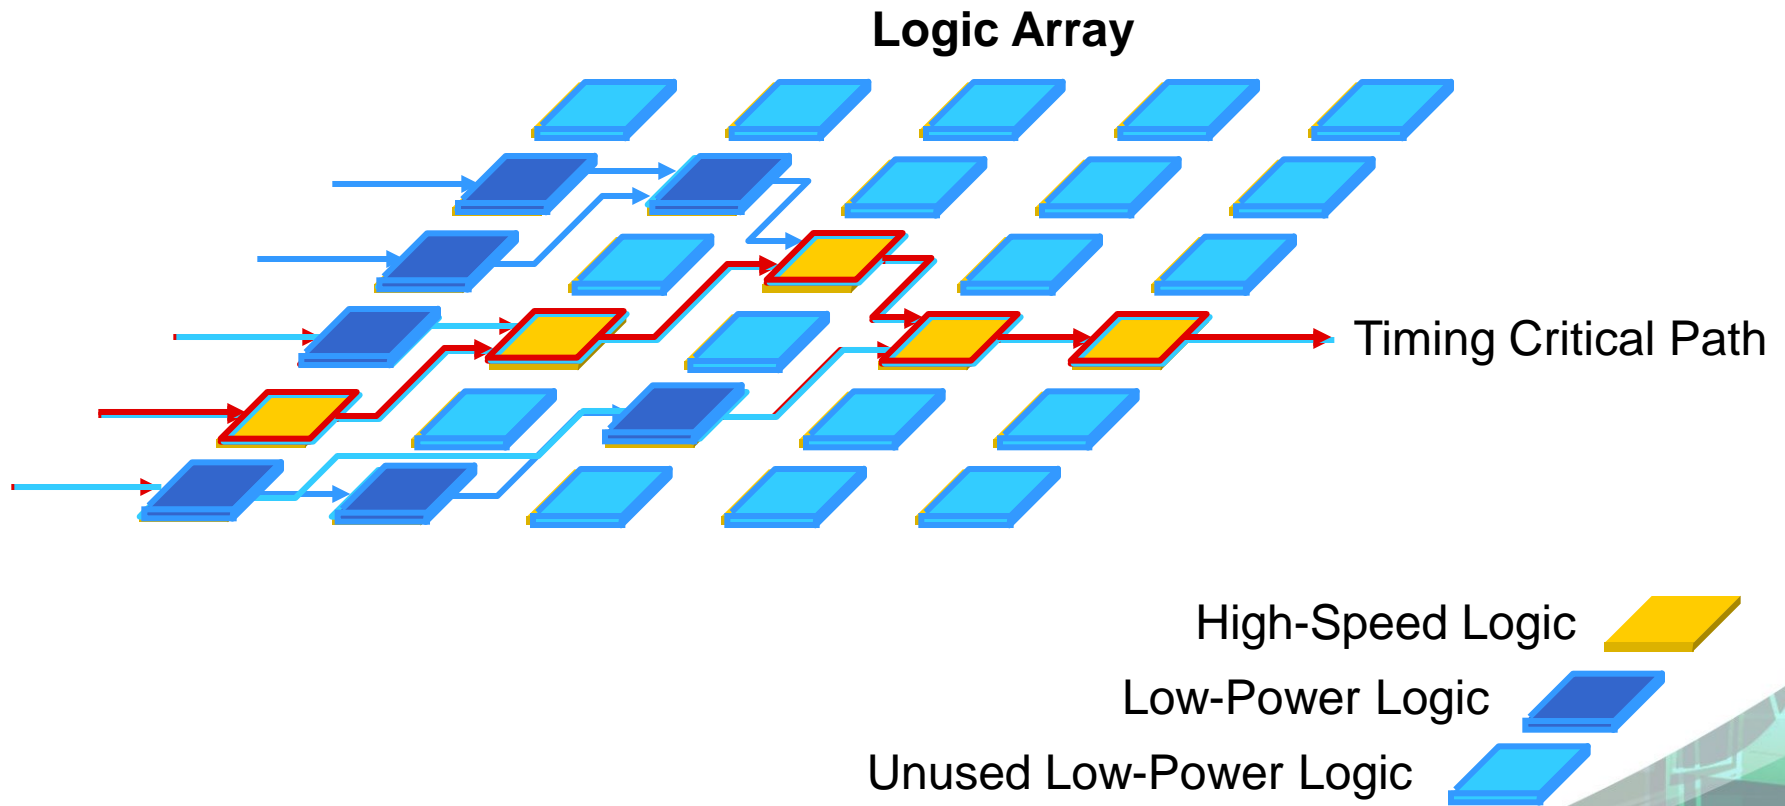 Logic Array
Timing Critical Path
High-Speed Logic
Low-Power Logic
Unused Low-Power Logic